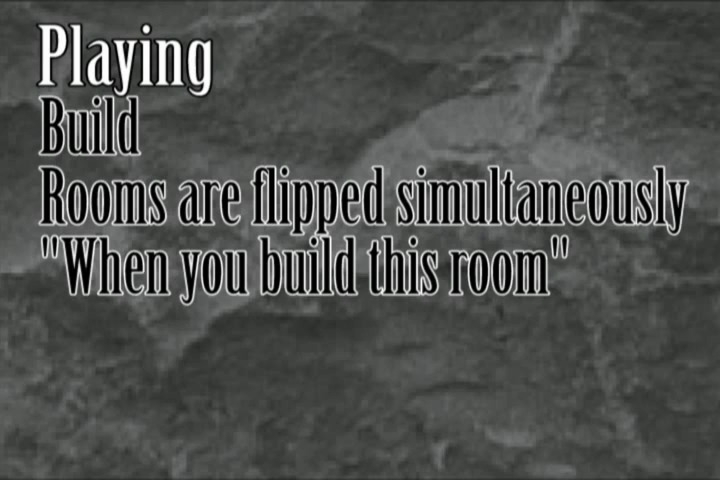 Playing
Build
Rooms are flipped simultaneously
"When you build this room"